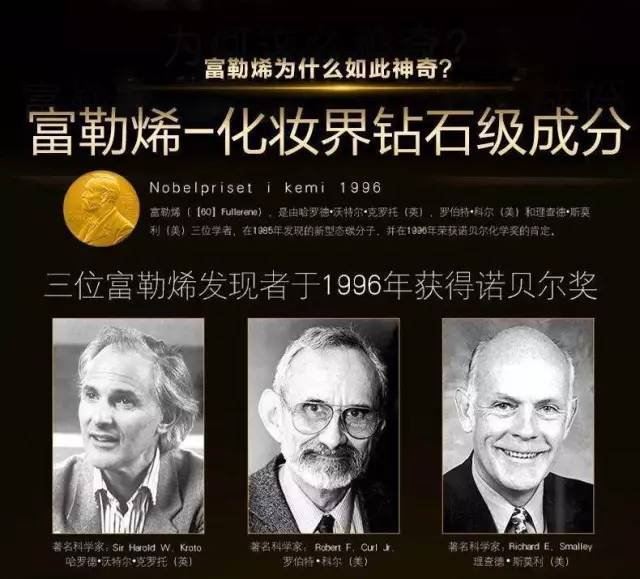 富勒烯为什么如此神奇?
富勒烯-化妆界钻石级成分
Nobelpriset i kemi 1996
富勒烯（【60】Fullerene），是由哈罗德•沃特尔•克罗托（英）、罗伯特•科尔（美）和理查德•斯莫
利（美）三位学者，在1985年发现的新型态碳分子，并在1996年荣获诺贝尔化学奖的肯定。
三位富勒烯发现者于1996年获得诺贝尔奖
著名科学家：Sir Harold W. Kroto
哈罗德•沃特尔•克罗托（英）
著名科学家：Robert F. Curl Jr.
罗伯特•科尔（美）
著名科学家：Richard E. Smalley
理查德•斯莫利（美）